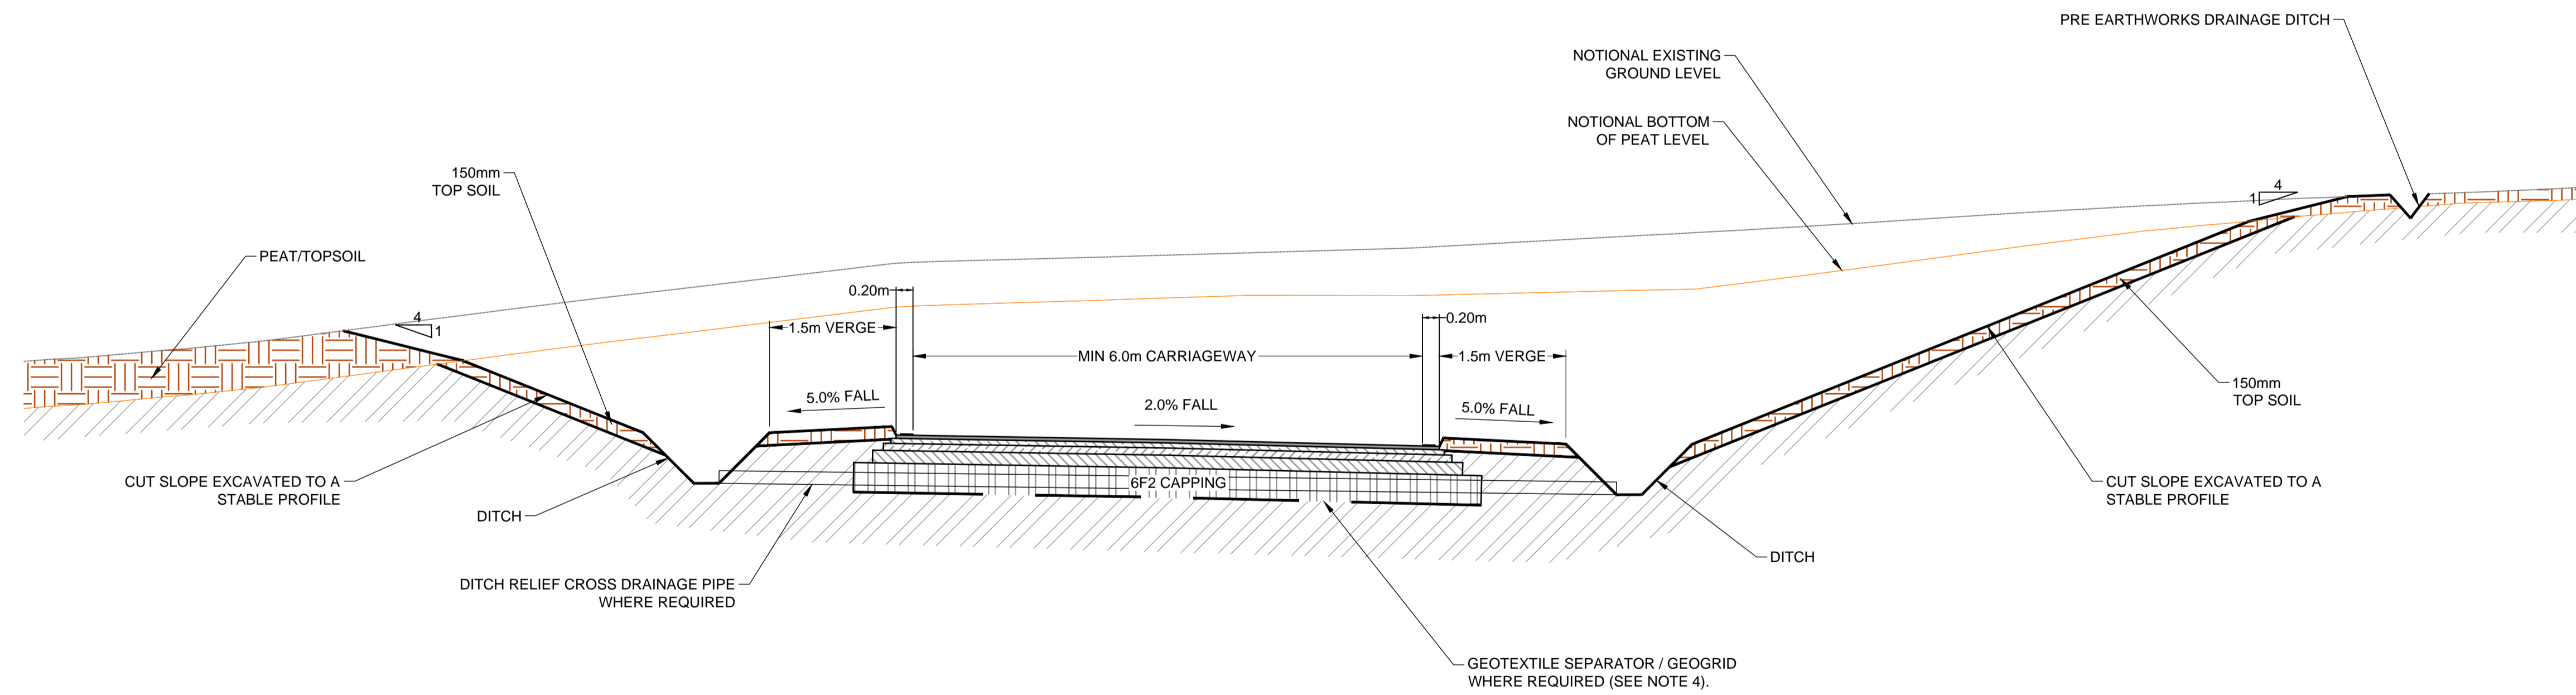 PRE EARTHWORKS DRAINAGE DITCH
NOTIONAL EXISTING
GROUND LEVEL
NOTIONAL BOTTOM
OF PEAT LEVEL
150mm
TOP SOIL
4
1
PEAT/TOPSOIL
0.20m
4
1
0.20m
1.5m VERGE
MIN 6.0m CARRIAGEWAY
1.5m VERGE
150mm
TOP SOIL
5.0% FALL
2.0% FALL
5.0% FALL
CUT SLOPE EXCAVATED TO A
STABLE PROFILE
6F2 CAPPING
CUT SLOPE EXCAVATED TO A
STABLE PROFILE
DITCH
DITCH
DITCH RELIEF CROSS DRAINAGE PIPE
WHERE REQUIRED
GEOTEXTILE SEPARATOR / GEOGRID
WHERE REQUIRED (SEE NOTE 4).